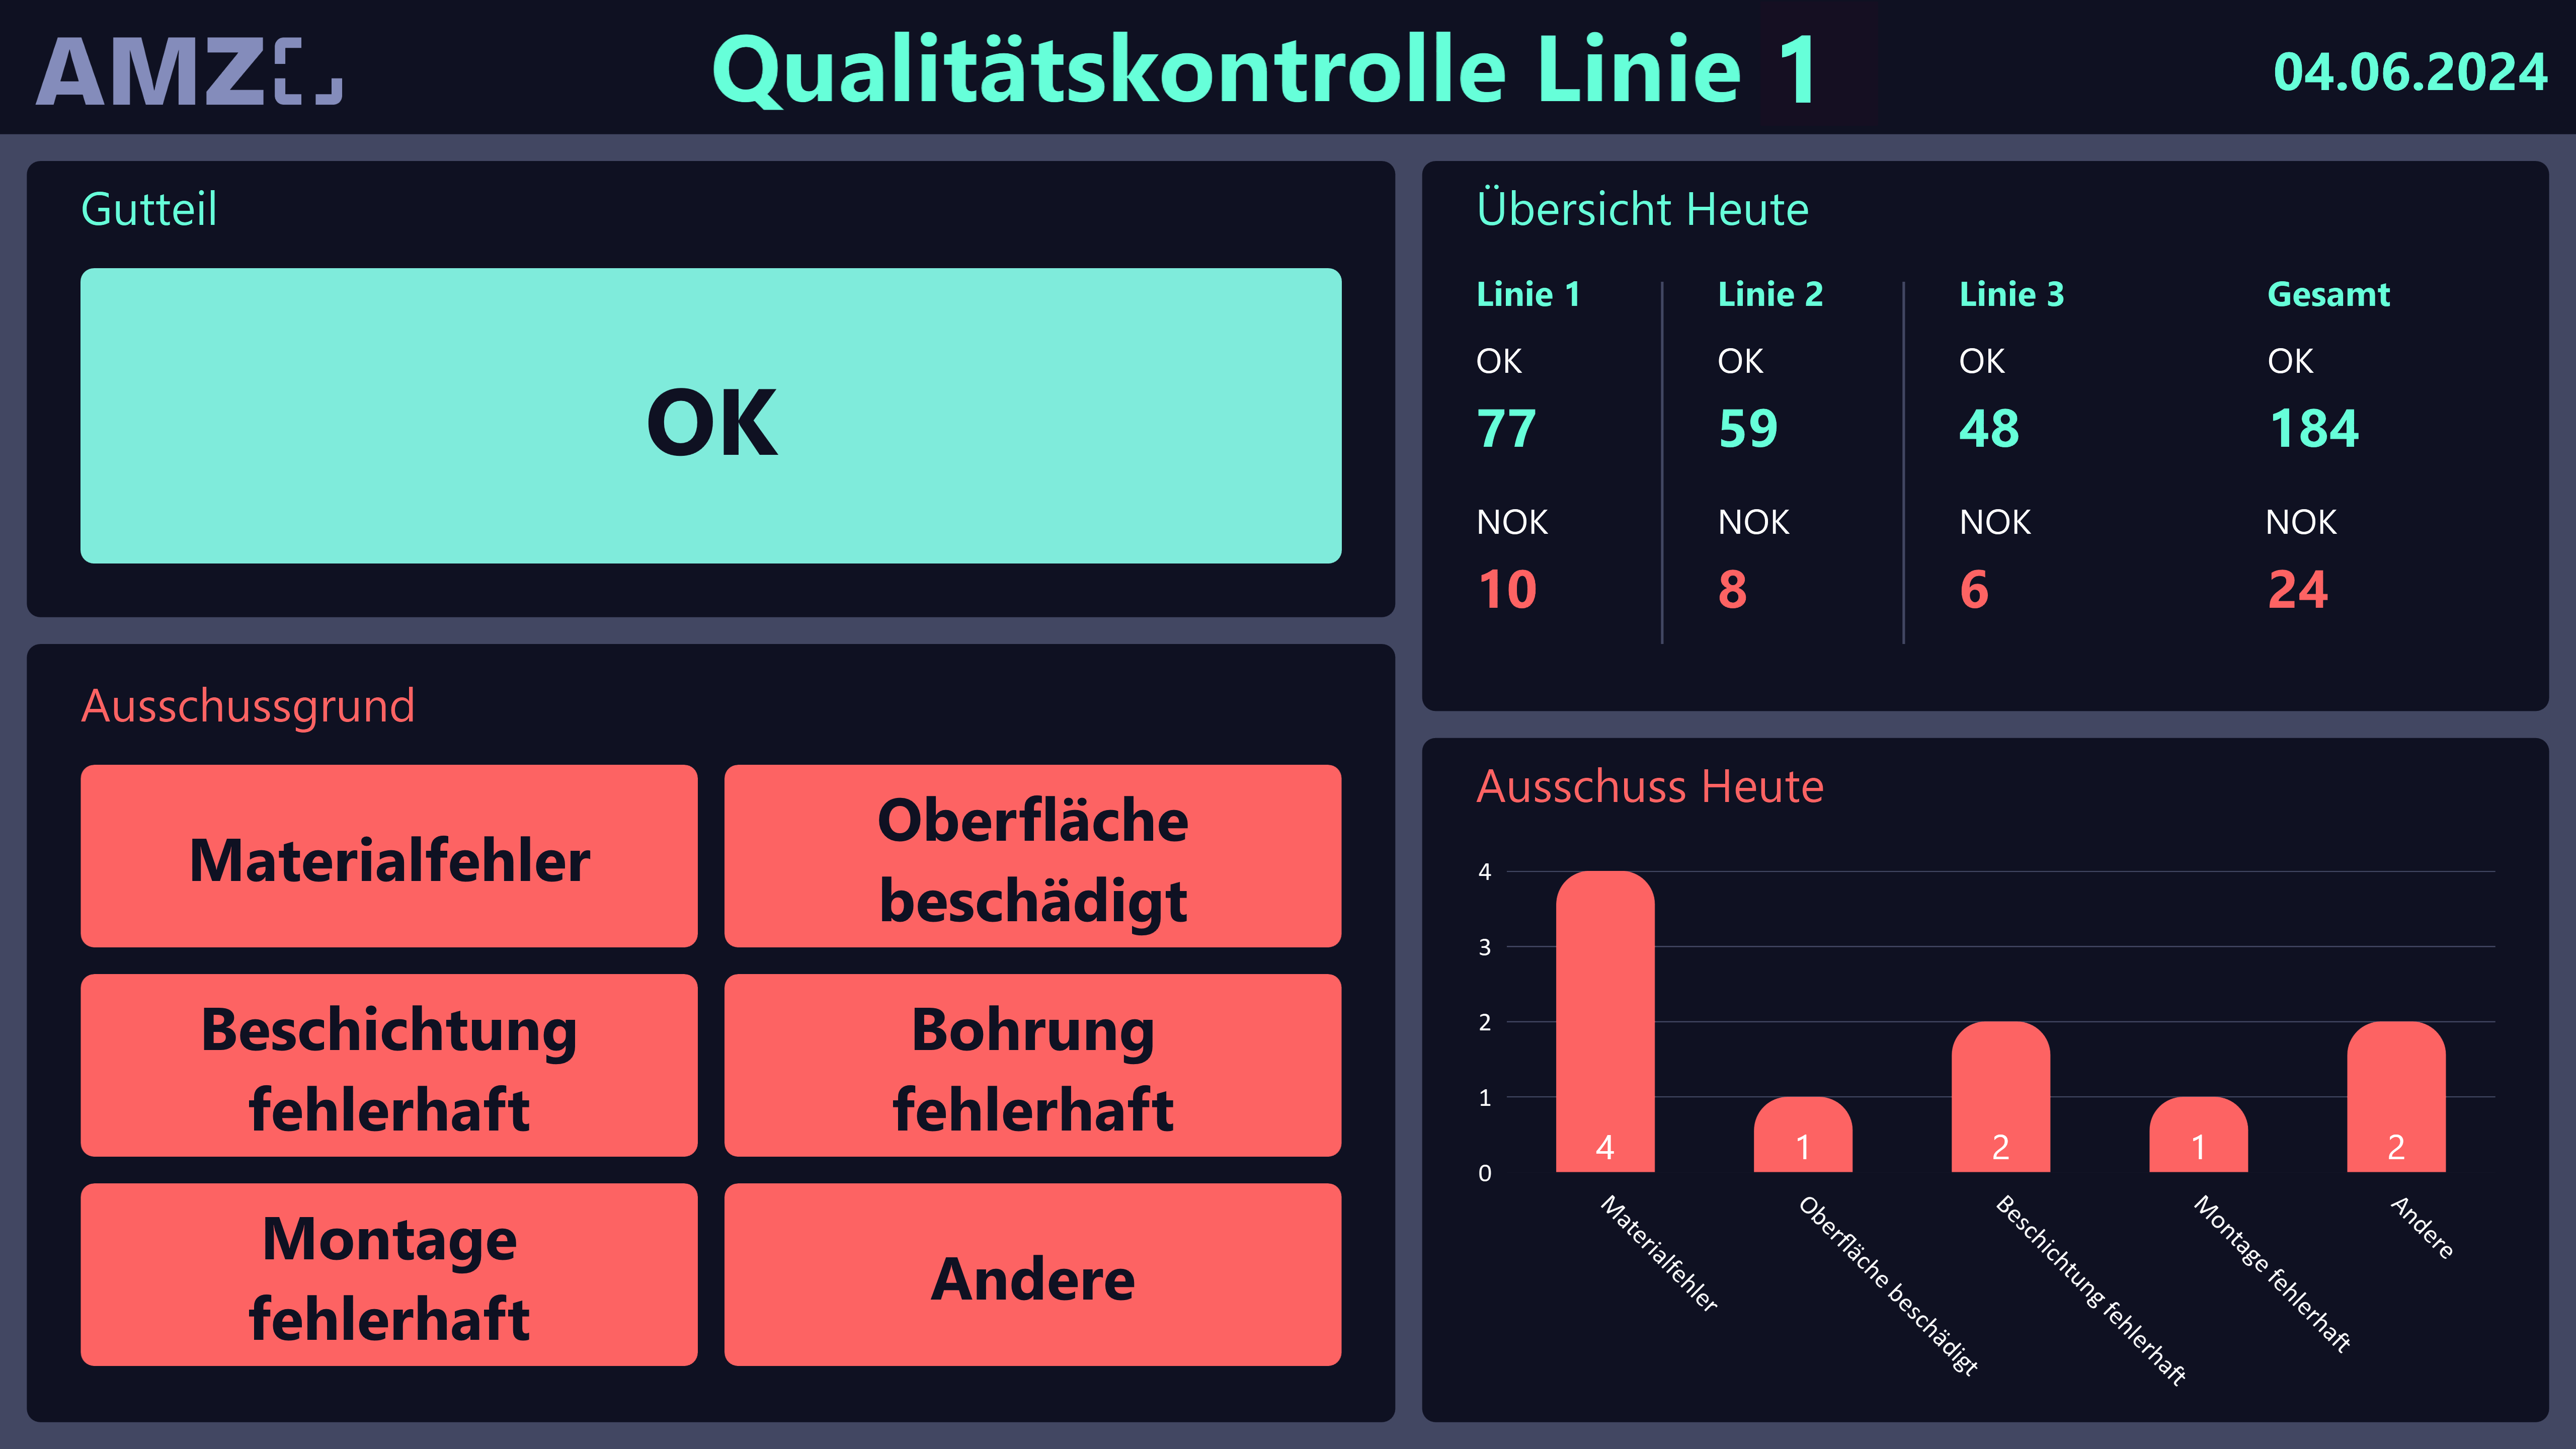 AMZ
Qualitätskontrolle Linie 1
04.06.2024
Gutteil
OK
Ausschussgrund
Materialfehler
Oberfläche
beschädigt
Beschichtung
fehlerhaft
Bohrung
fehlerhaft
Montage
fehlerhaft
Andere
Übersicht Heute
Linie 1
Linie 2
Linie 3
Gesamt
OK
OK
OK
OK
77
59
48
184
NOK
NOK
NOK
NOK
10
8
6
24
Ausschuss Heute
4
3
2
1
0
4
1
2
1
2
Materialfehler
Oberfläche beschädigt
Beschichtung fehlerhaft
Montage fehlerhaft
Andere